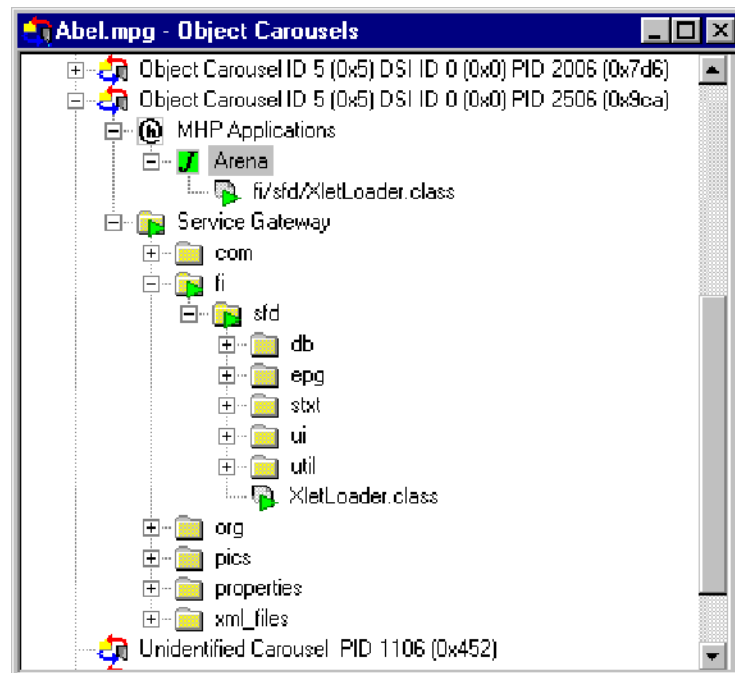 Abel.mpg - Object Carousels
Object Carousel ID 5 (0x5) DSI ID 0 (0x0) PID 2006 (0x7d6)
Object Carousel ID 5 (0x5) DSI ID 0 (0x0) PID 2506 (0x9ca)
MHP Applications
Arena
fi/sfd/XletLoader.class
Service Gateway
com
fi
sfd
db
epg
stxt
ui
util
XletLoader.class
org
pics
properties
xml_files
Unidentified Carousel PID 1106 (0x452)